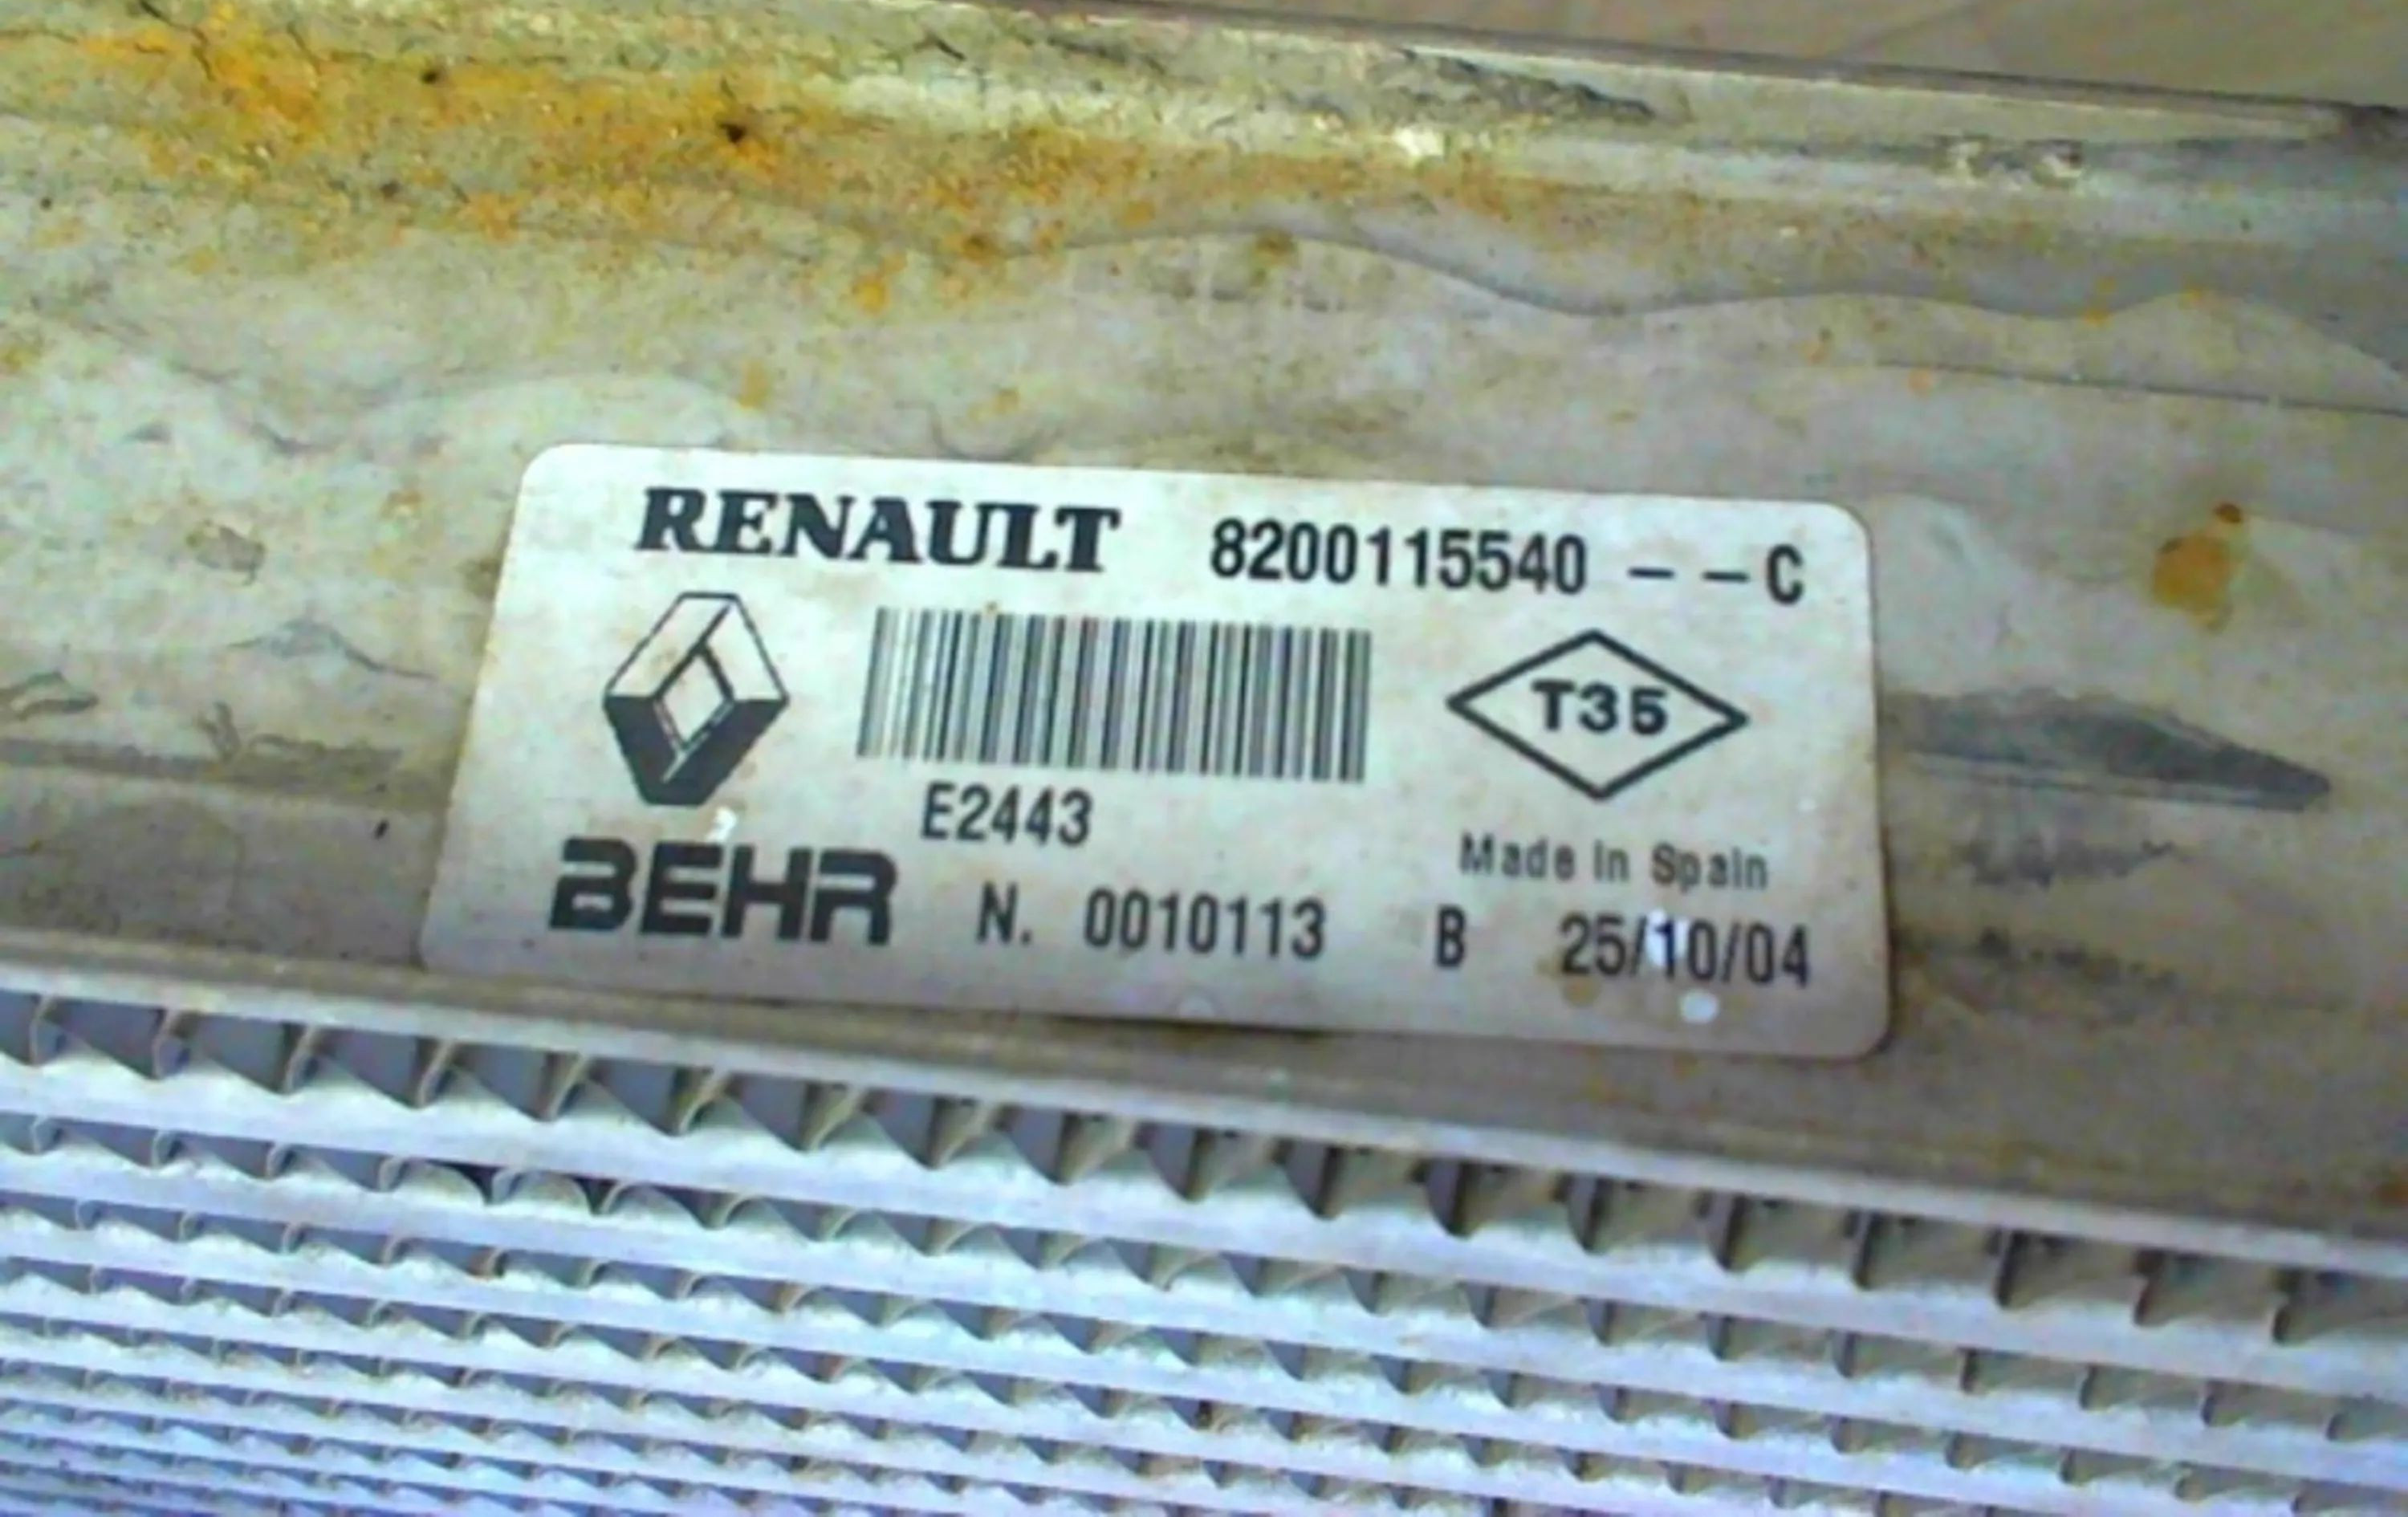 RENAULT 8200115540 - - C
T35
E2443
Made in Spain
BEHR N. 0010113 B 25/10/04